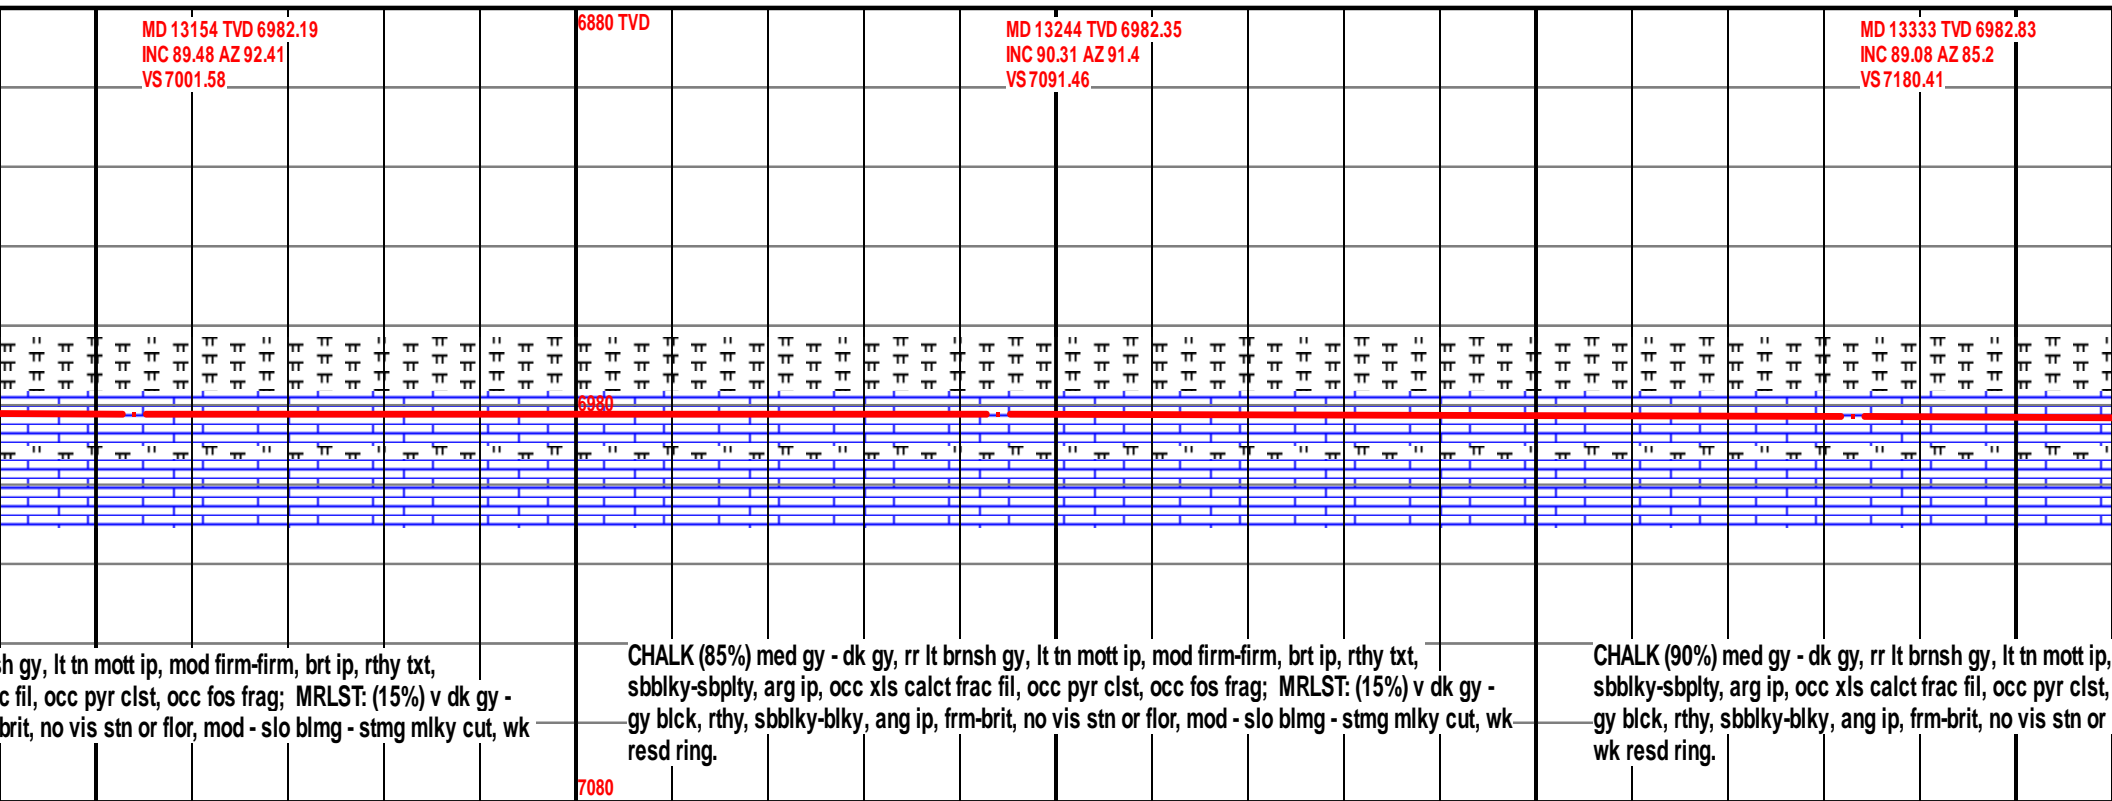 MD 13154 TVD 6982.19
INC 89.48 AZ 92.41
VS 7001.58
6880 TVD
MD 13244 TVD 6982.35
INC 90.31 AZ 91.4
VS 7091.46
MD 13333 TVD 6982.83
INC 89.08 AZ 85.2
VS 7180.41
6980
sh gy, lt tn mott ip, mod firm-firm, brt ip, rthy txt,
c fil, occ pyr clst, occ fos frag; MRLST: (15%) v dk gy -
brit, no vis stn or flor, mod - slo blmg - stmg mlky cut, wk
CHALK (85%) med gy - dk gy, rr lt brnsh gy, lt tn mott ip, mod firm-firm, brt ip, rthy txt,
sbblky-sbplty, arg ip, occ xls calct frac fil, occ pyr clst, occ fos frag; MRLST: (15%) v dk gy -
gy blck, rthy, sbblky-blky, ang ip, frm-brit, no vis stn or flor, mod - slo blmg - stmg mlky cut, wk
resd ring.
CHALK (90%) med gy - dk gy, rr lt brnsh gy, lt tn mott ip,
sbblky-sbplty, arg ip, occ xls calct frac fil, occ pyr clst,
gy blck, rthy, sbblky-blky, ang ip, frm-brit, no vis stn or
wk resd ring.
7080